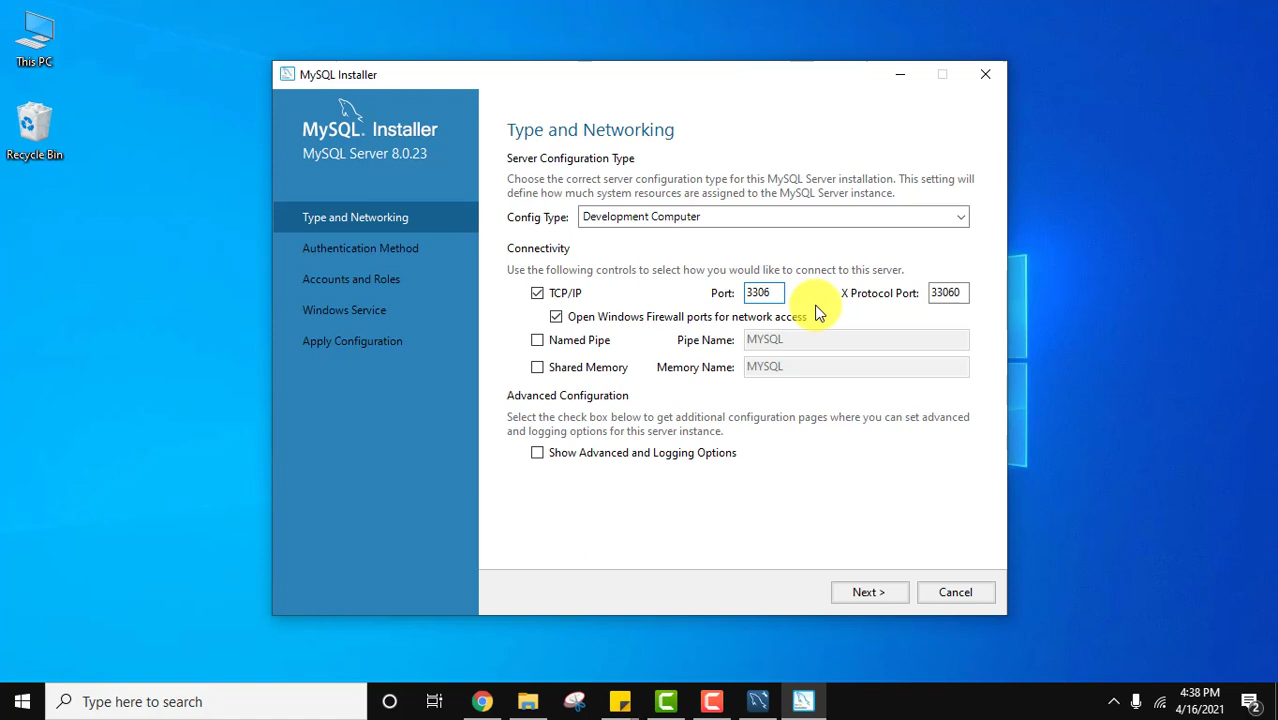 This PC
Recycle Bin
MySQL Installer
MySQL. Installer
MySQL Server 8.0.23
Type and Networking
Authentication Method
Accounts and Roles
Windows Service
Apply Configuration
Type and Networking
Server Configuration Type
Choose the correct server configuration type for this MySQL Server installation. This setting will
define how much system resources are assigned to the MySQL Server instance.
Config Type: Development Computer
Connectivity
Use the following controls to select how you would like to connect to this server.
TCP/IP Port: 3306 X Protocol Port: 33060
Open Windows Firewall ports for network access
Named Pipe Pipe Name: MYSQL
Shared Memory Memory Name: MYSQL
Advanced Configuration
Select the check box below to get additional configuration pages where you can set advanced
and logging options for this server instance.
Show Advanced and Logging Options
Next > Cancel
Type here to search
4:38 PM
4/16/2021
2